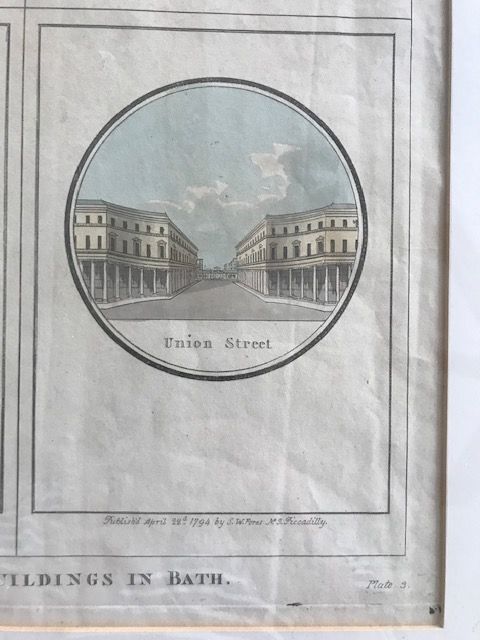 Union Street
Publish'd April 22d. 1794 by S.W. Fores No 3. Piccadilly.
UILDINGS IN BATH.
Plate 3.